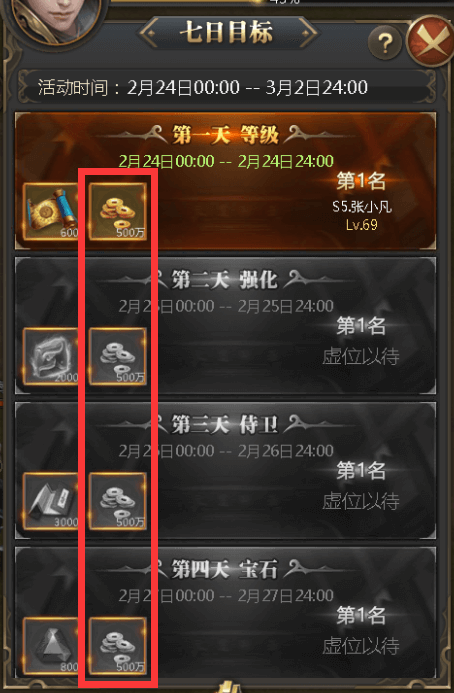 七日目标
?
活动时间：2月24日00:00 -- 3月2日24:00
第一天 等级
2月24日00:00 -- 2月24日24:00
第1名
S5.张小凡
Lv.69
600
500万
第二天 强化
2月25日00:00 -- 2月25日24:00
第1名
虚位以待
2000
500万
第三天 侍卫
2月26日00:00 -- 2月26日24:00
第1名
虚位以待
3000
500万
第四天 宝石
2月27日00:00 -- 2月27日24:00
第1名
虚位以待
800
500万